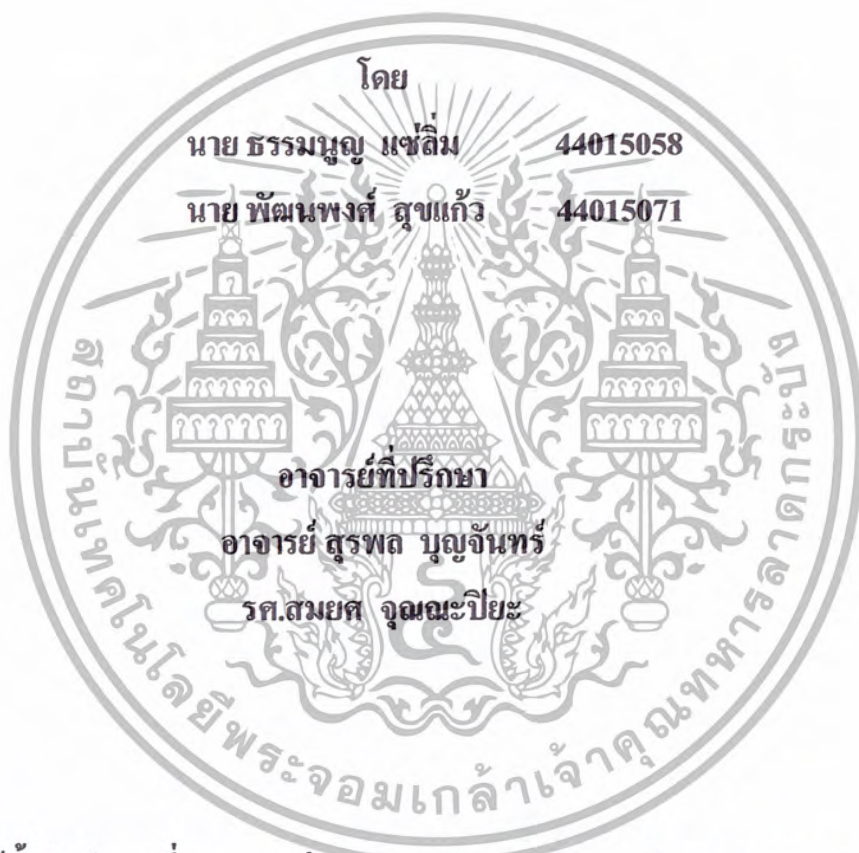 โดย
นาย ธรรมนูญ แซ่ลิ่ม 44015058
นาย พัฒนพงศ์ สุขแก้ว 44015071
อาจารย์ที่ปรึกษา
อาจารย์ สุรพล บุญจันทร์
รศ.สมยศ จุณณะปิยะ
สถาบันเทคโนโลยีพระจอมเกล้าเจ้าคุณทหารลาดกระบัง